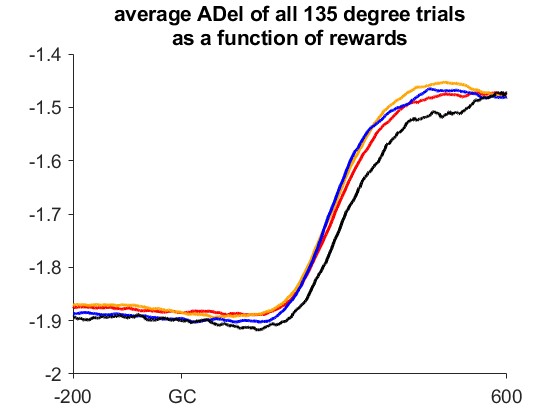 average ADel of all 135 degree trials
as a function of rewards
-1.4
-1.5
-1.6
-1.7
-1.8
-1.9
-2
-200 GC 600